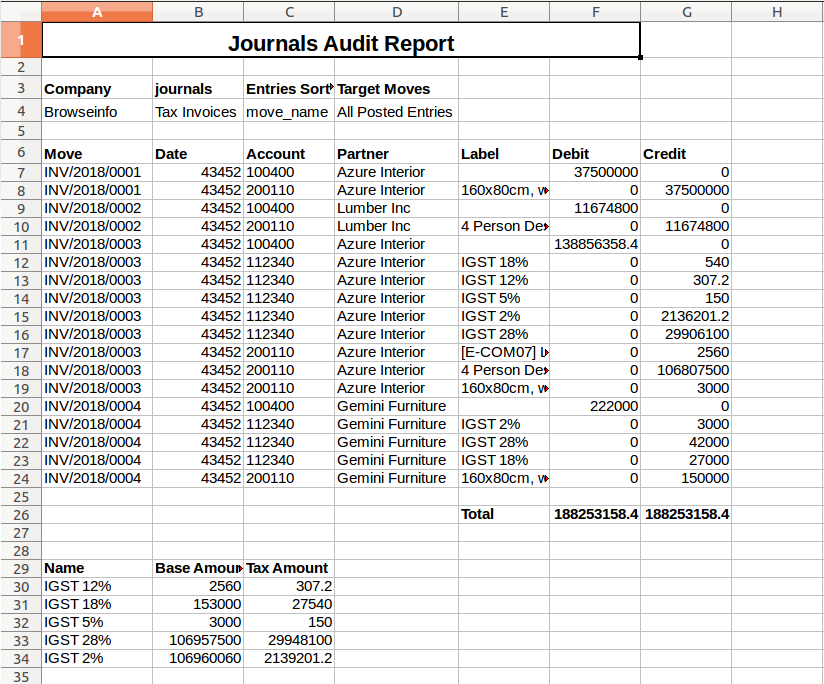 A B C D E F G H
1 Journals Audit Report
2
3 Company journals Entries Sort Target Moves
4 Browseinfo Tax Invoices move_name All Posted Entries
5
6 Move Date Account Partner Label Debit Credit
7 INV/2018/0001 43452 100400 Azure Interior 37500000 0
8 INV/2018/0001 43452 200110 Azure Interior 160x80cm, w 0 37500000
9 INV/2018/0002 43452 100400 Lumber Inc 11674800 0
10 INV/2018/0002 43452 200110 Lumber Inc 4 Person De 0 11674800
11 INV/2018/0003 43452 100400 Azure Interior 138856358.4 0
12 INV/2018/0003 43452 112340 Azure Interior IGST 18% 0 540
13 INV/2018/0003 43452 112340 Azure Interior IGST 12% 0 307.2
14 INV/2018/0003 43452 112340 Azure Interior IGST 5% 0 150
15 INV/2018/0003 43452 112340 Azure Interior IGST 2% 0 2136201.2
16 INV/2018/0003 43452 112340 Azure Interior IGST 28% 0 29906100
17 INV/2018/0003 43452 200110 Azure Interior [E-COM07] L 0 2560
18 INV/2018/0003 43452 200110 Azure Interior 4 Person De 0 106807500
19 INV/2018/0003 43452 200110 Azure Interior 160x80cm, w 0 3000
20 INV/2018/0004 43452 100400 Gemini Furniture 222000 0
21 INV/2018/0004 43452 112340 Gemini Furniture IGST 2% 0 3000
22 INV/2018/0004 43452 112340 Gemini Furniture IGST 28% 0 42000
23 INV/2018/0004 43452 112340 Gemini Furniture IGST 18% 0 27000
24 INV/2018/0004 43452 200110 Gemini Furniture 160x80cm, w 0 150000
25
26 Total 188253158.4 188253158.4
27
28
29 Name Base Amou Tax Amount
30 IGST 12% 2560 307.2
31 IGST 18% 153000 27540
32 IGST 5% 3000 150
33 IGST 28% 106957500 29948100
34 IGST 2% 106960060 2139201.2
35